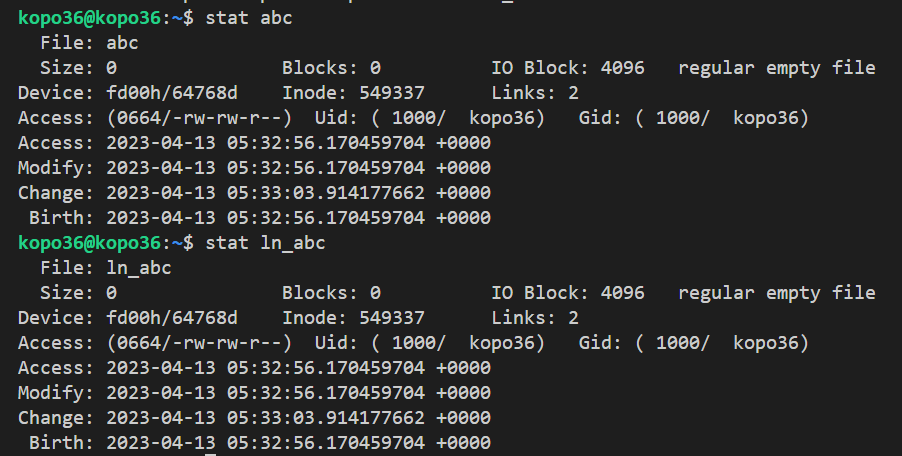 kopo36@kopo36:~$ stat abc
  File: abc
  Size: 0               Blocks: 0          IO Block: 4096   regular empty file
Device: fd00h/64768d    Inode: 549337      Links: 2
Access: (0664/-rw-rw-r--)  Uid: ( 1000/  kopo36)   Gid: ( 1000/  kopo36)
Access: 2023-04-13 05:32:56.170459704 +0000
Modify: 2023-04-13 05:32:56.170459704 +0000
Change: 2023-04-13 05:33:03.914177662 +0000
 Birth: 2023-04-13 05:32:56.170459704 +0000
kopo36@kopo36:~$ stat ln_abc
  File: ln_abc
  Size: 0               Blocks: 0          IO Block: 4096   regular empty file
Device: fd00h/64768d    Inode: 549337      Links: 2
Access: (0664/-rw-rw-r--)  Uid: ( 1000/  kopo36)   Gid: ( 1000/  kopo36)
Access: 2023-04-13 05:32:56.170459704 +0000
Modify: 2023-04-13 05:32:56.170459704 +0000
Change: 2023-04-13 05:33:03.914177662 +0000
 Birth: 2023-04-13 05:32:56.170459704 +0000